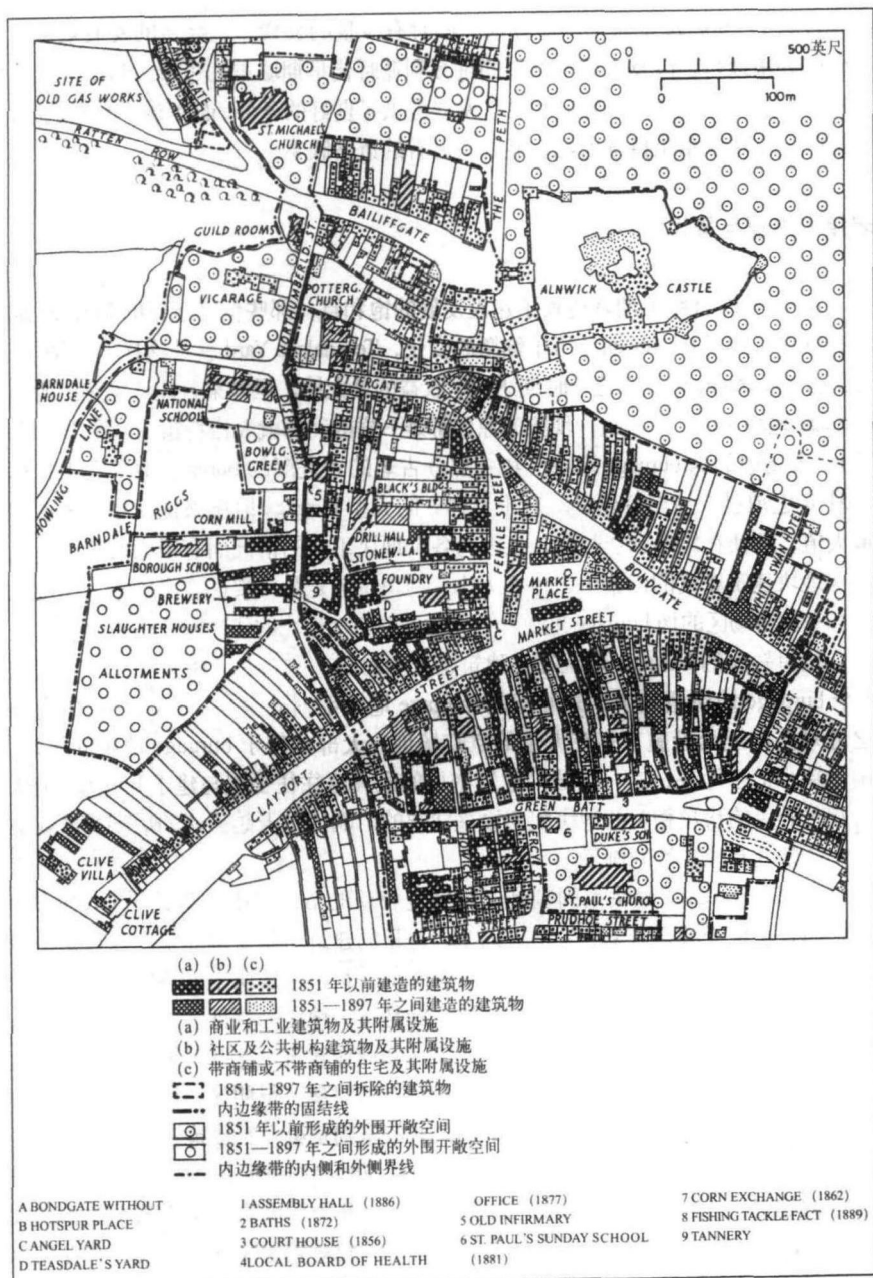 500英尺
0
0
100m
SITE OF
OLD GAS WORKS
RATTEN
ROW
ST. MICHAEL'S
CHURCH
THE PETH
BAILIFFGATE
GUILD ROOMS
VICARAGE
POTTERG.
CHURCH
ALNWICK
CASTLE
BARNDALE
HOUSE
NATIONAL
SCHOOLS
DISPENSARY
BOWLG.
GREEN
HOWLING
LANE
5
BLACK'S BLD
FENKLE STREET
BARNDALE
RIGGS
CORN MILL
1
DRILL HALL
STONEW. LA.
BOROUGH SCHOOL
FOUNDRY
BONDGATE
WHITE SWAN HOTEL
MARKET
PLACE
BREWERY
9
D
SLAUGHTER HOUSES
C
MARKET STREET
ALLOTMENTS
STREET
CLAYPORT
2
7
A
8
GREEN BATT
3
B
PERCY
6
DUKE'S SCH.
CLIVE
VILLA
ST. PAUL'S CHURCH
CLIVE
COTTAGE
STREET
PRUDHOE STREET
(a) (b) (c)
1851 年以前建造的建筑物
1851—1897 年之间建造的建筑物
(a) 商业和工业建筑物及其附属设施
(b) 社区及公共机构建筑物及其附属设施
(c) 带商铺或不带商铺的住宅及其附属设施
1851—1897 年之间拆除的建筑物
内边缘带的固结线
1851 年以前形成的外围开敞空间
1851—1897 年之间形成的外围开敞空间
内边缘带的内侧和外侧界线
A BONDGATE WITHOUT
B HOTSPUR PLACE
C ANGEL YARD
D TEASDALE'S YARD
1 ASSEMBLY HALL (1886)
2 BATHS (1872)
3 COURT HOUSE (1856)
4LOCAL BOARD OF HEALTH
OFFICE (1877)
5 OLD INFIRMARY
6 ST. PAUL'S SUNDAY SCHOOL
(1881)
7 CORN EXCHANGE (1862)
8 FISHING TACKLE FACT (1889)
9 TANNERY